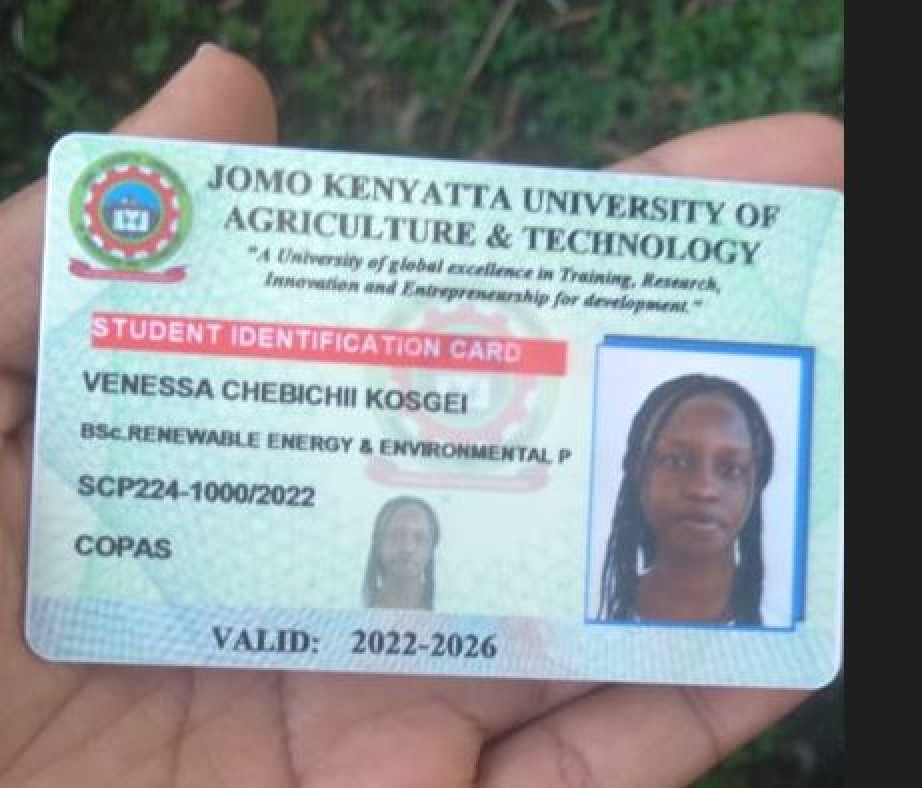 JOMO KENYATTA UNIVERSITY OF
AGRICULTURE & TECHNOLOGY
"A University of global excellence in Training, Research,
Innovation and Entrepreneurship for development."
STUDENT IDENTIFICATION CARD
VENESSA CHEBICHII KOSGEI
BSc.RENEWABLE ENERGY & ENVIRONMENTAL P
SCP224-1000/2022
COPAS
VALID: 2022-2026